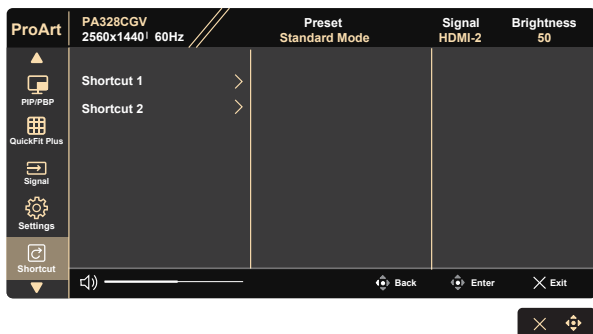 ProArt
PA328CGV
2560x1440 60Hz
Preset
Standard Mode
Signal
HDMI-2
Brightness
50
PIP/PBP
QuickFit Plus
Signal
Settings
Shortcut
Shortcut 1
Shortcut 2
Back
Enter
Exit